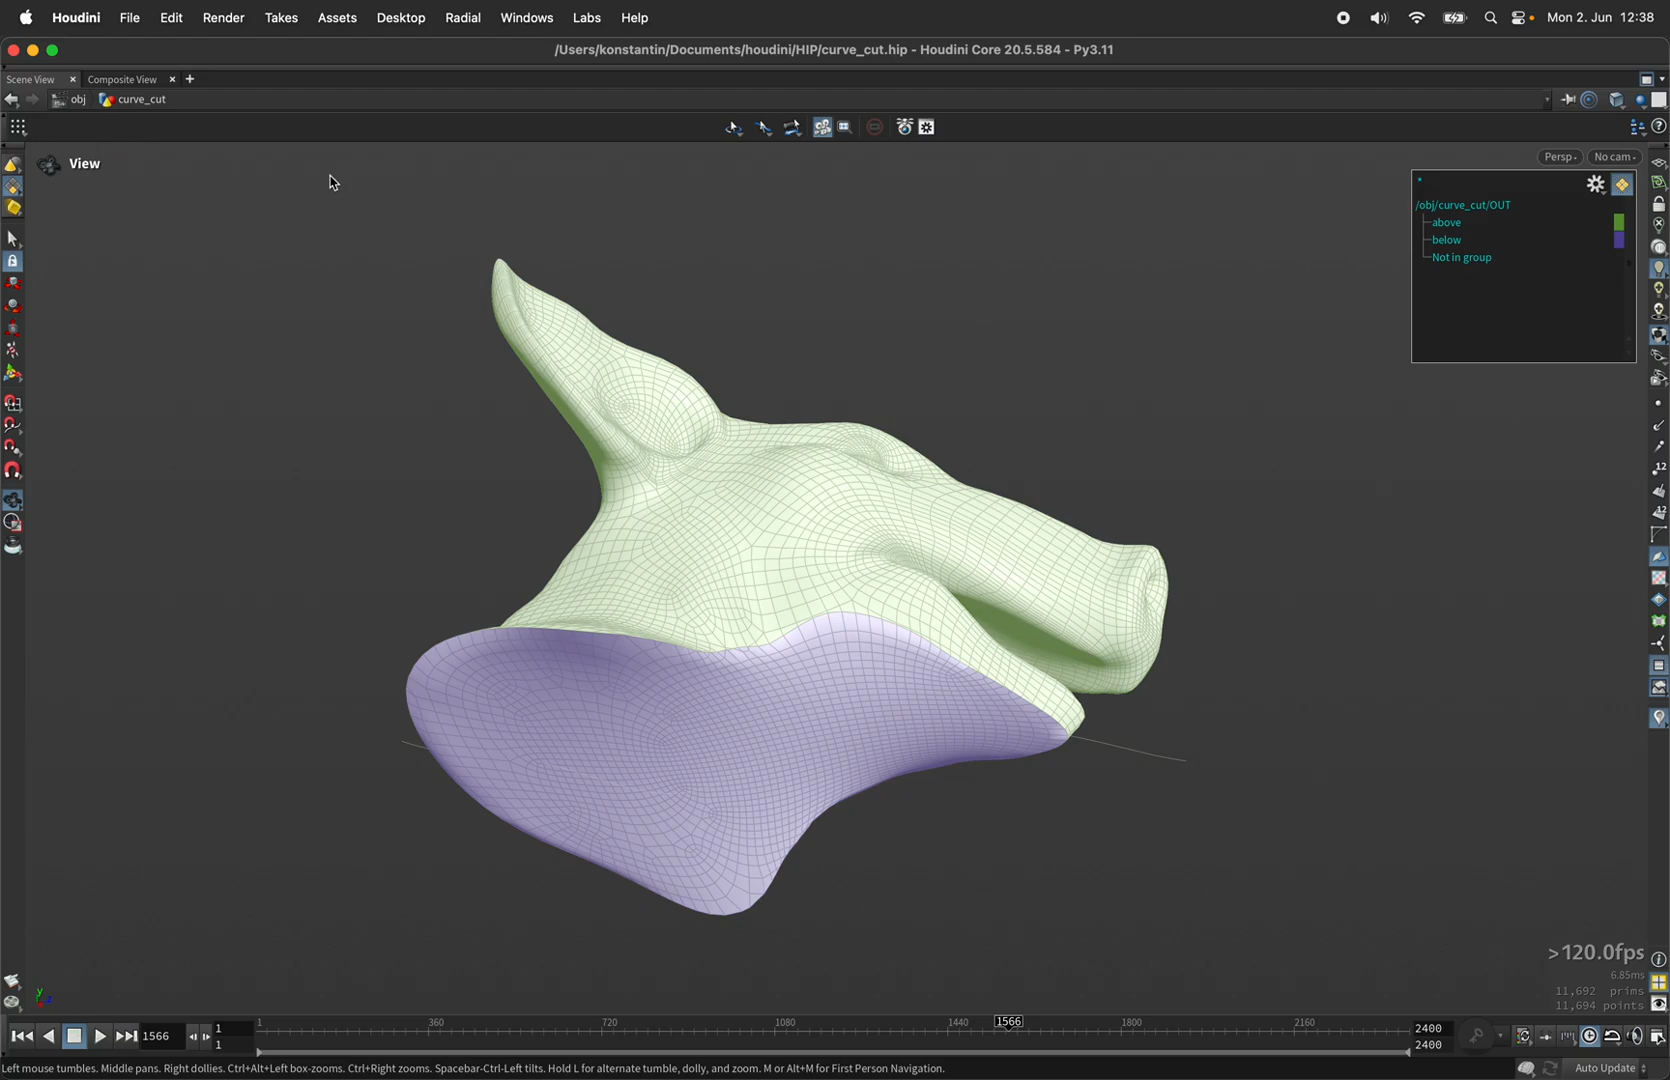 Houdini File Edit Render Takes Assets Desktop Radial Windows Labs Help Mon 2. Jun 12:38
/Users/konstantin/Documents/houdini/HIP/curve_cut.hip - Houdini Core 20.5.584 - Py3.11
Scene View × Composite View × +
obj curve_cut
View
Persp No cam
/obj/curve_cut/OUT
above
below
Not in group
12
12
>120.0fps
6.85ms
11,692 prims
11,694 points
y
z
1566 1 1 360 720 1080 1440 1566 1800 2160 2400
1 2400
Left mouse tumbles. Middle pans. Right dollies. Ctrl+Alt+Left box-zooms. Ctrl+Right zooms. Spacebar-Ctrl-Left tilts. Hold L for alternate tumble, dolly, and zoom. M or Alt+M for First Person Navigation. Auto Update